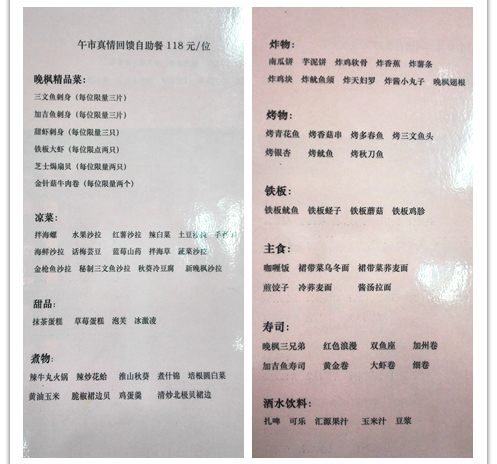 午市真情回馈自助餐 118 元/位
晚枫精品菜：
三文鱼刺身（每位限量三片）
加吉鱼刺身（每位限量三片）
甜虾刺身（每位限量三只）
铁板大虾（每位限点两只）
芝士焗扇贝（每位限量两只）
金针菇牛肉卷（每位限量两个）
凉菜：
拌海螺 水果沙拉 红薯沙拉 辣白菜 土豆沙拉
海鲜沙拉 话梅芸豆 蓝莓山药 拌海草 蔬菜沙拉
金枪鱼沙拉 秘制三文鱼沙拉 秋葵冷豆腐 新晚枫沙拉
甜品：
抹茶蛋糕 草莓蛋糕 泡芙 冰激凌
煮物：
辣牛丸火锅 辣炒花蛤 淮山秋葵 煮什锦 培根圆白菜
黄油玉米 脆椒裙边贝 鸡蛋羹 清炒北极贝裙边
炸物：
南瓜饼 芋泥饼 炸鸡软骨 炸香蕉 炸薯条
炸鸡块 炸鱿鱼须 炸天妇罗 炸酱小丸子 晚枫翅根
烤物：
烤青花鱼 烤香菇串 烤多春鱼 烤三文鱼头
烤银杏 烤鱿鱼 烤秋刀鱼
铁板：
铁板鱿鱼 铁板蛏子 铁板蘑菇 铁板鸡胗
主食：
咖喱饭 裙带菜乌冬面 裙带菜荞麦面
煎饺子 冷荞麦面 酱汤拉面
寿司：
晚枫三兄弟 红色浪漫 双鱼座 加州卷
加吉鱼寿司 黄金卷 大虾卷 细卷
酒水饮料：
扎啤 可乐 汇源果汁 玉米汁 豆浆